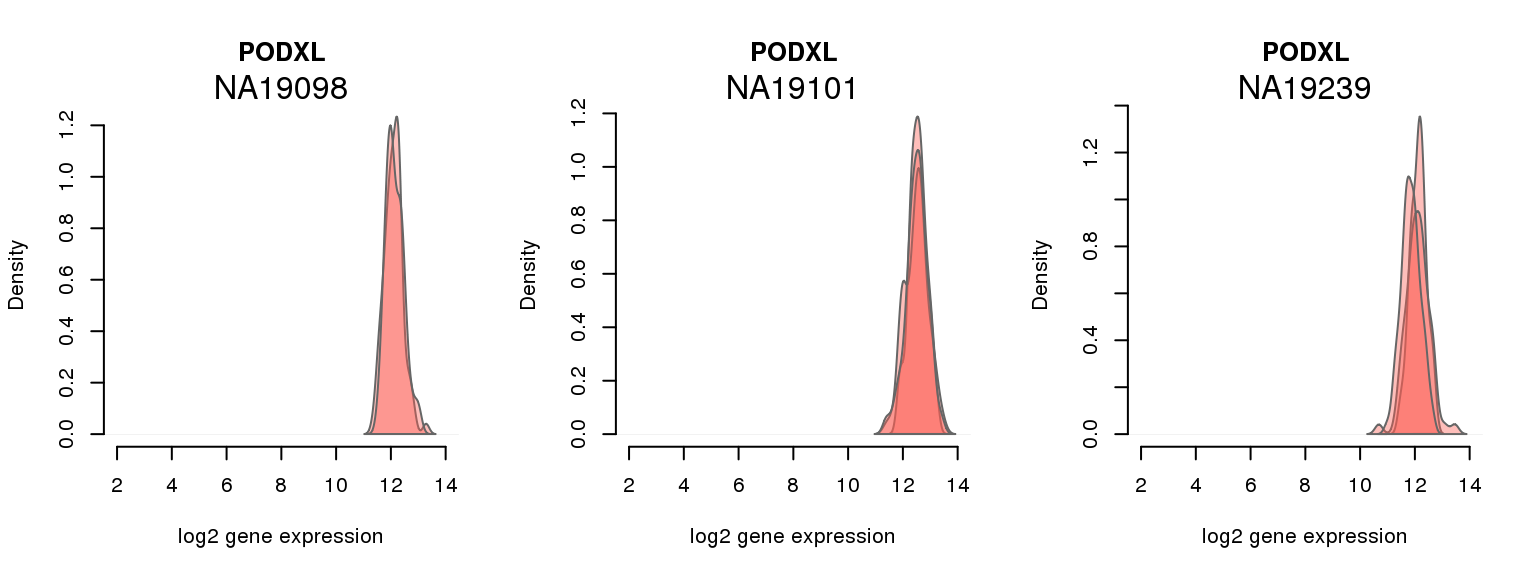 PODXL
NA19098
Density
0.0 0.2 0.4 0.6 0.8 1.0 1.2
2 4 6 8 10 12 14
log2 gene expression
PODXL
NA19101
Density
0.0 0.2 0.4 0.6 0.8 1.0 1.2
2 4 6 8 10 12 14
log2 gene expression
PODXL
NA19239
Density
0.0 0.4 0.8 1.2
2 4 6 8 10 12 14
log2 gene expression